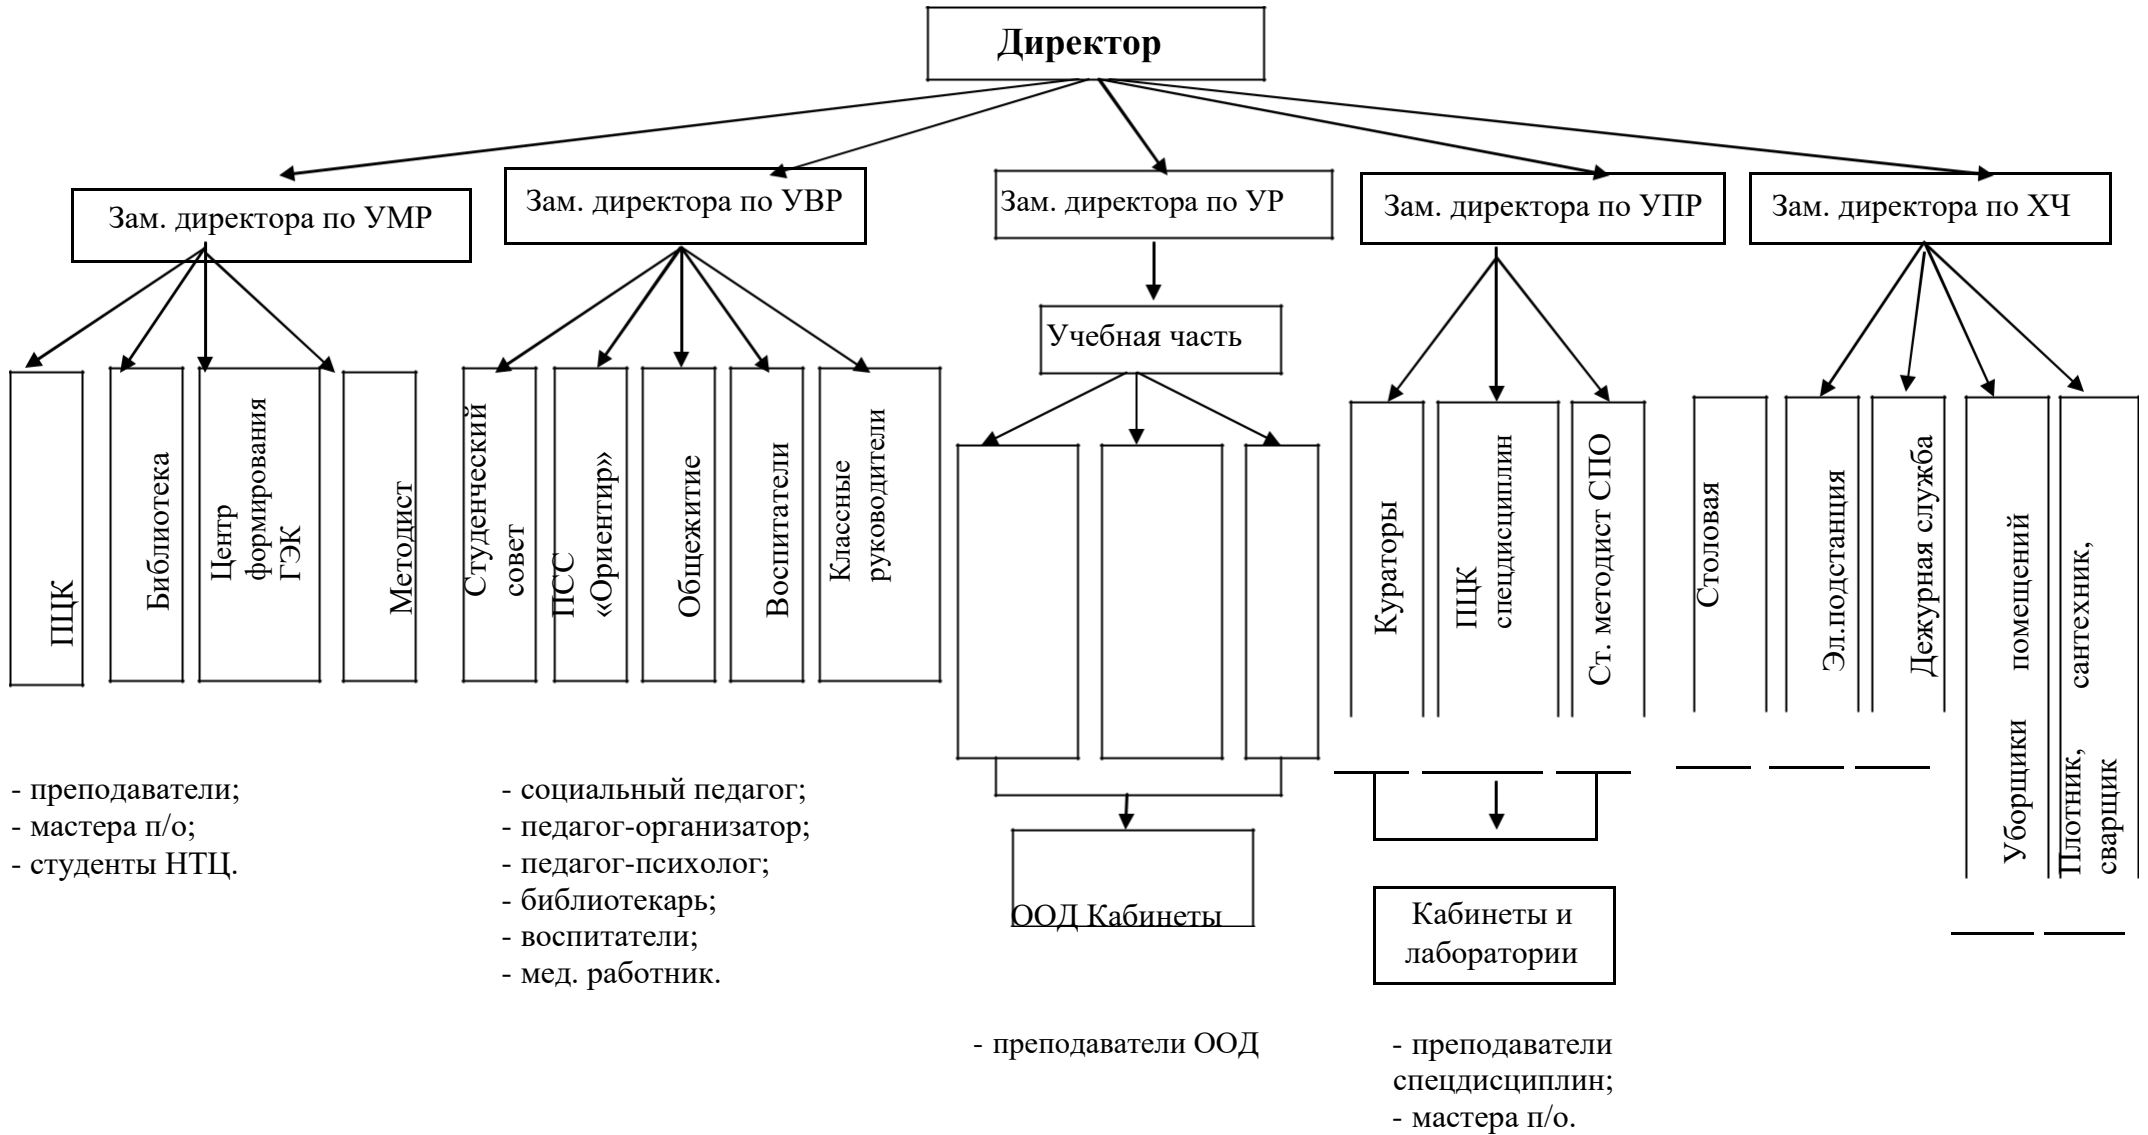 Директор
Зам. директора по УМР
Зам. директора по УВР
Зам. директора по УР
Зам. директора по УПР
Зам. директора по ХЧ
Учебная часть
ПЦК
Библиотека
Центр
формирования
ГЭК
Методист
Студенческий
совет
ПСС
«Ориентир»
Общежитие
Воспитатели
Классные
руководители
Кураторы
ПЦК
спецдисциплин
Ст. методист СПО
Столовая
Эл.подстанция
Дежурная служба
Уборщики помещений
Плотник, сантехник,
сварщик
- преподаватели;
- мастера п/о;
- студенты НТЦ.
- социальный педагог;
- педагог-организатор;
- педагог-психолог;
- библиотекарь;
- воспитатели;
- мед. работник.
ООД Кабинеты
- преподаватели ООД
Кабинеты и
лаборатории
- преподаватели
спецдисциплин;
- мастера п/о.